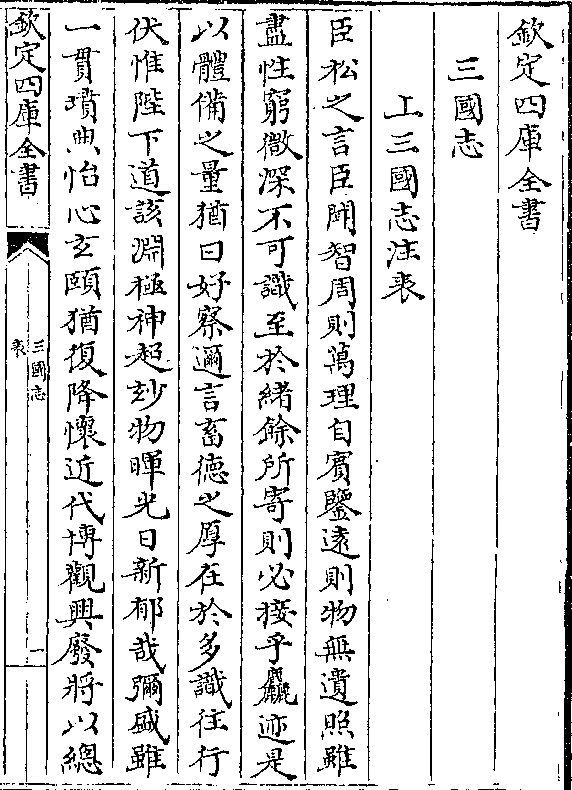 欽定四庫全書
三國志
上三國志注表
臣松之言臣聞智周則萬理自賓鑒遠則物無遺照雖
盡性窮微深不可識至於緒餘所寄則必接乎麤迹是
以體備之量猶曰好察邇言畜德之厚在於多識往行
伏惟陛下道該淵極神超玅物暉光日新郁哉彌盛雖
一貫墳典怡心玄頤猶復降懷近代博觀興廢將以總
欽定四庫全書
三國志
表
一